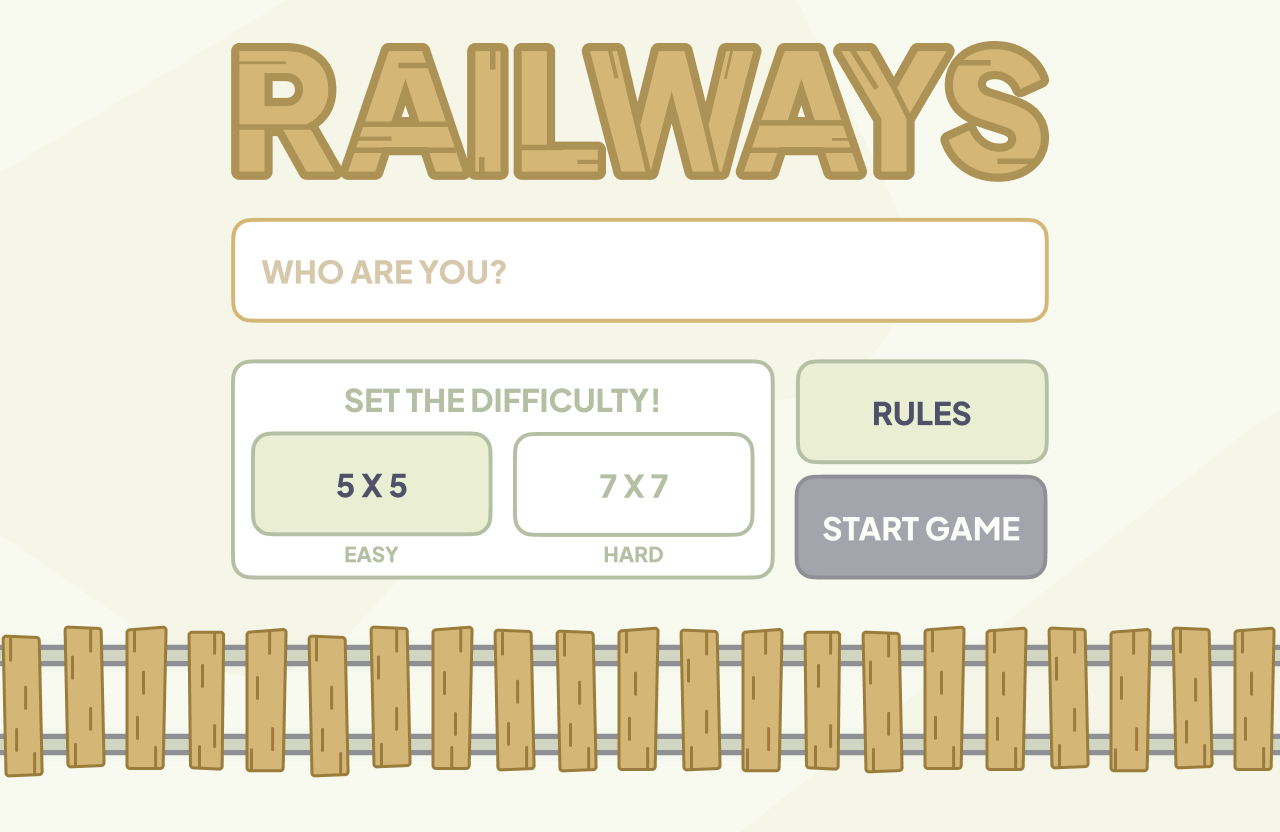 RAILWAYS
WHO ARE YOU?
SET THE DIFFICULTY!
5 X 5
7 X 7
EASY
HARD
RULES
START GAME